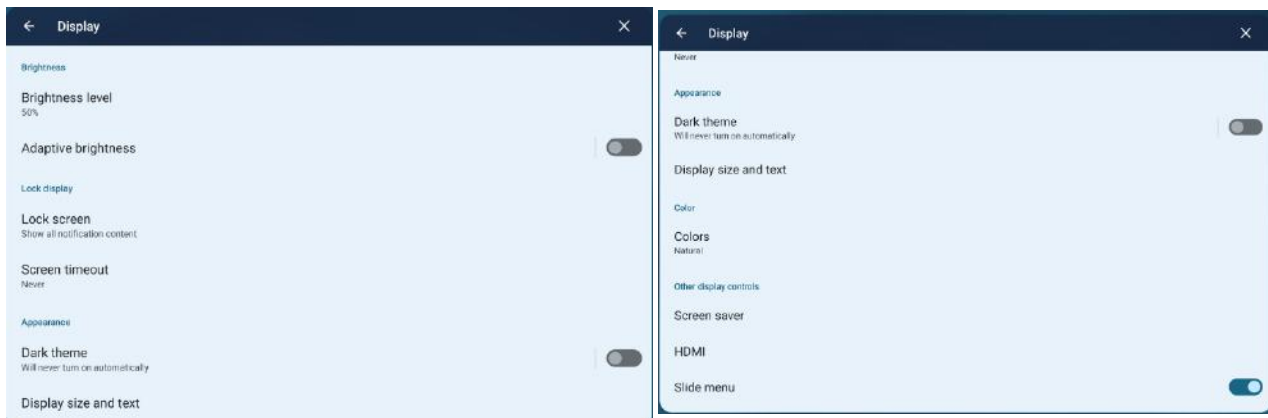 Display
Brightness
Brightness level
50%
Adaptive brightness
Lock display
Lock screen
Show all notification content
Screen timeout
Never
Appearance
Dark theme
Will never turn on automatically
Display size and text
Display
Never
Appearance
Dark theme
Will never turn on automatically
Display size and text
Color
Colors
Natural
Other display controls
Screen saver
HDMI
Slide menu